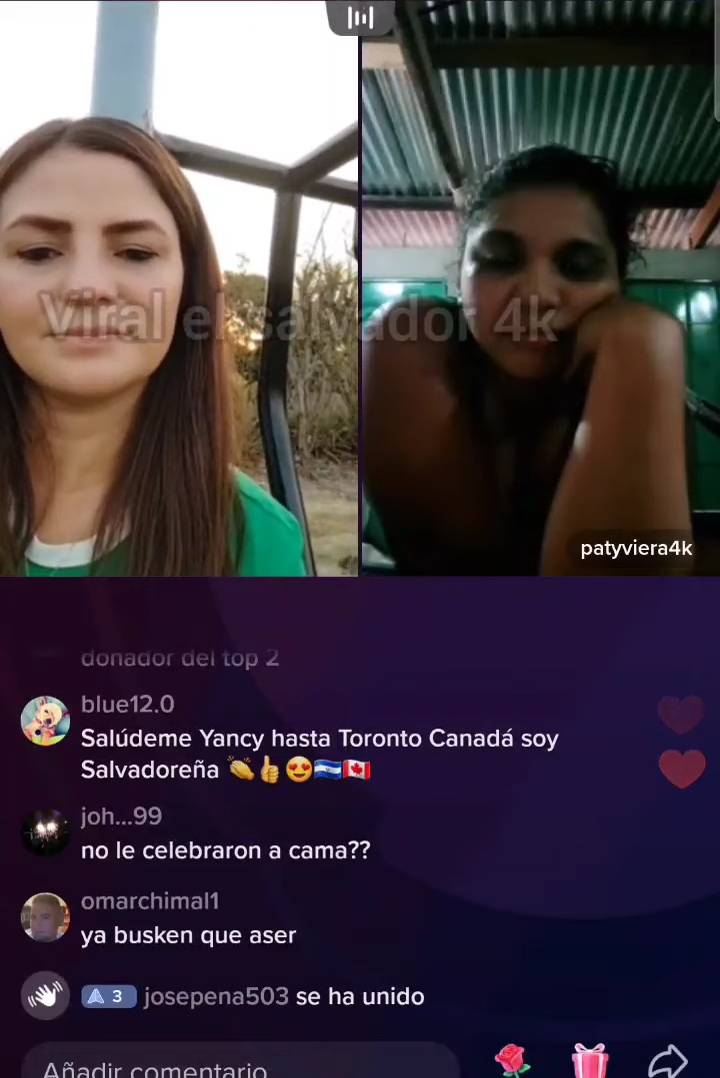 Viral el salvador 4k
patyviera4k
donador del top 2
blue12.0
Salúdeme Yancy hasta Toronto Canadá soy
Salvadoreña 👏👍😍🇸🇻🇨🇦
joh...99
no le celebraron a cama??
omarchimal1
ya busken que aser
3 josepena503 se ha unido
Añadir comentario